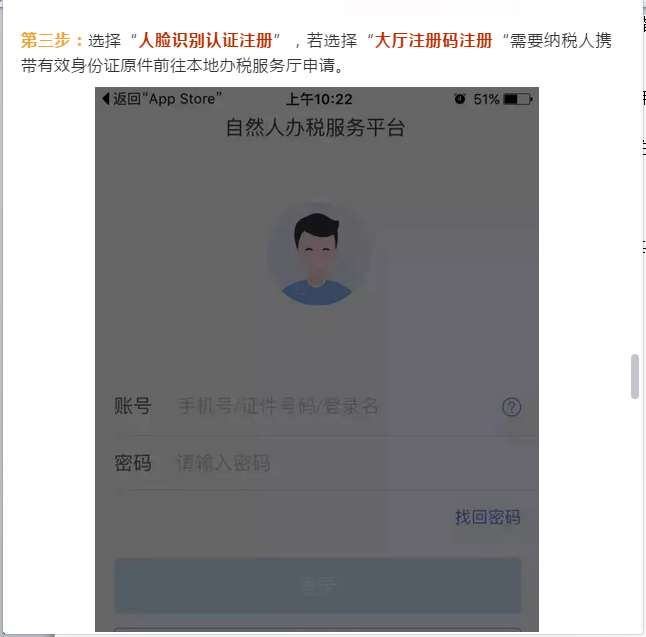 第三步：选择“人脸识别认证注册”，若选择“大厅注册码注册“需要纳税人携
带有效身份证原件前往本地办税服务厅申请。
返回“App Store” 上午10:22 51%
自然人办税服务平台
账号 手机号/证件号码/登录名 ?
密码 请输入密码
找回密码
登录